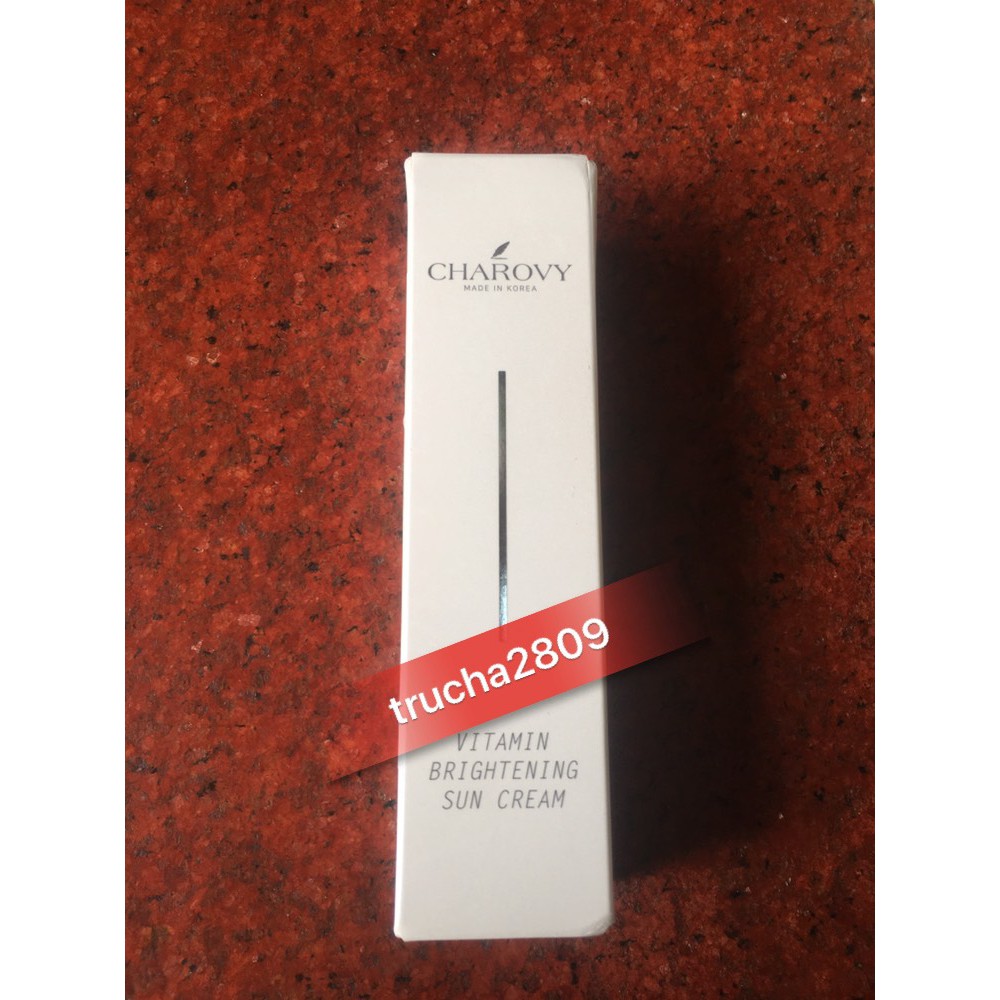 CHAROVY
MADE IN KOREA
trucha2809
VITAMIN
BRIGHTENING
SUN CREAM